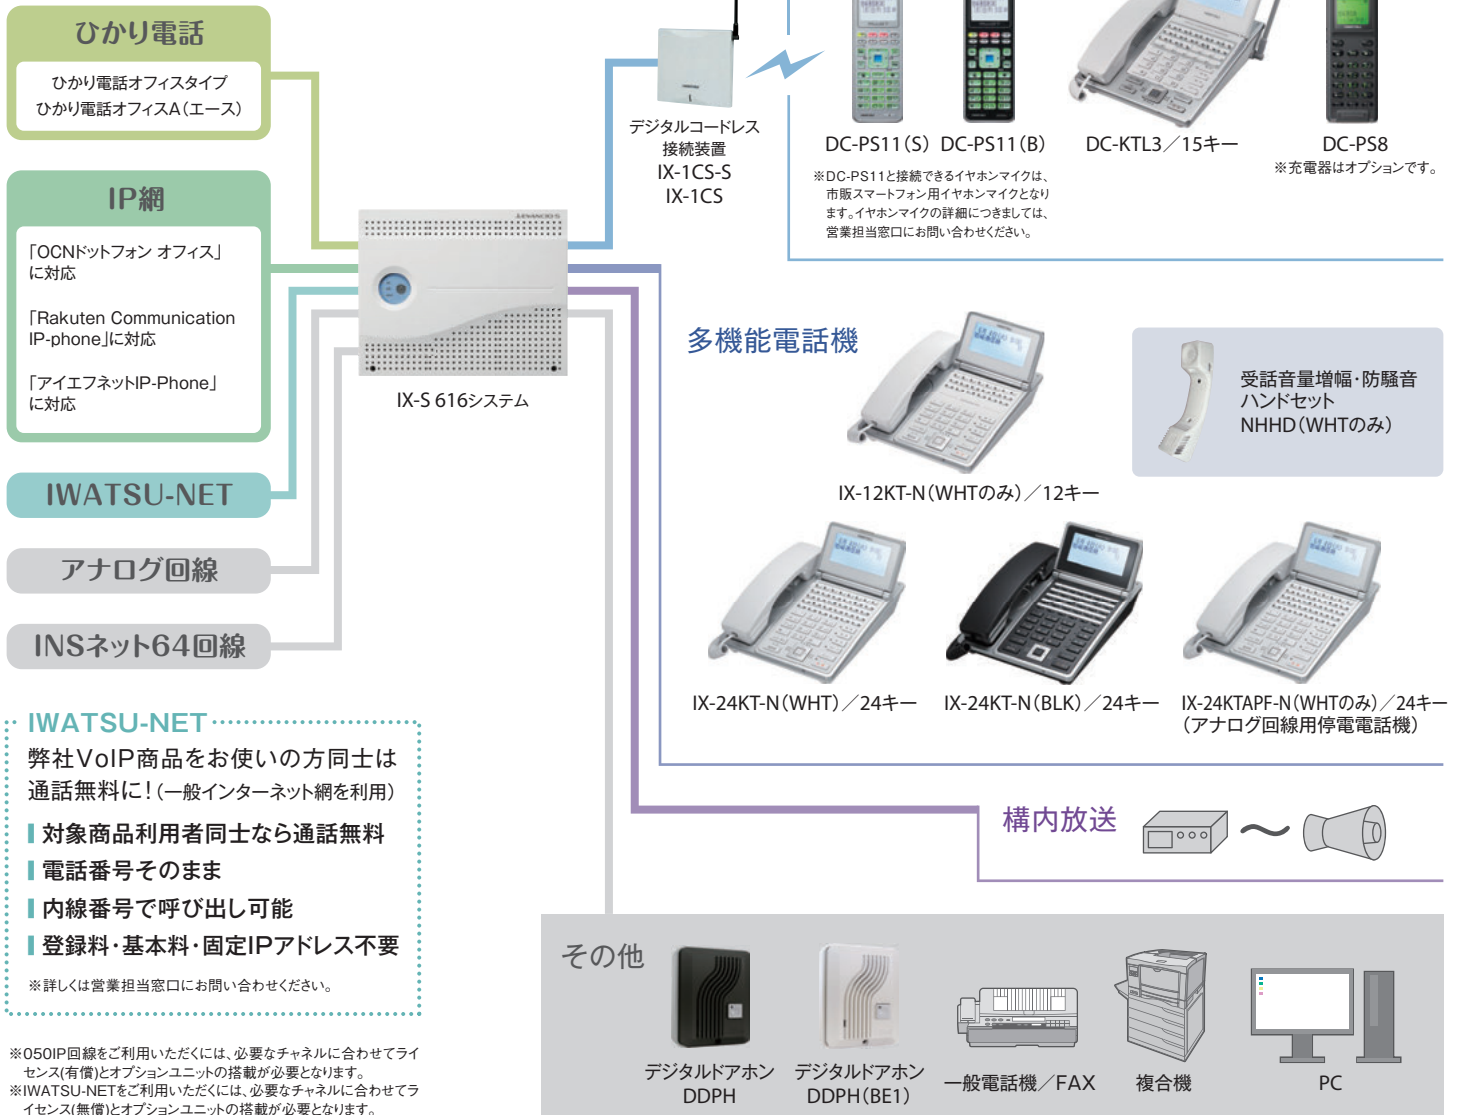 ひかり電話
ひかり電話オフィスタイプ
ひかり電話オフィスA(エース)
IP網
「OCNドットフォン オフィス」
に対応
「Rakuten Communication
IP-phone」に対応
「アイエフネットIP-Phone」
に対応
IWATSU-NET
アナログ回線
INSネット64回線
IX-S 616システム
デジタルコードレス
接続装置
IX-1CS-S
IX-1CS
DC-PS11(S)
DC-PS11(B)
DC-KTL3／15キー
DC-PS8
※充電器はオプションです。
※DC-PS11と接続できるイヤホンマイクは、
市販スマートフォン用イヤホンマイクとなり
ます。イヤホンマイクの詳細につきましては、
営業担当窓口にお問い合わせください。
多機能電話機
IX-12KT-N(WHTのみ)／12キー
受話音量増幅・防騒音
ハンドセット
NHHD(WHTのみ)
IX-24KT-N(WHT)／24キー
IX-24KT-N(BLK)／24キー
IX-24KTAPF-N(WHTのみ)／24キー
(アナログ回線用停電電話機)
構内放送
その他
デジタルドアホン
DDPH
デジタルドアホン
DDPH(BE1)
一般電話機／FAX
複合機
PC
IWATSU-NET
弊社VoIP商品をお使いの方同士は
通話無料に!(一般インターネット網を利用)
対象商品利用者同士なら通話無料
電話番号そのまま
内線番号で呼び出し可能
登録料・基本料・固定IPアドレス不要
※詳しくは営業担当窓口にお問い合わせください。
※050IP回線をご利用いただくには、必要なチャネルに合わせてライ
センス(有償)とオプションユニットの搭載が必要となります。
※IWATSU-NETをご利用いただくには、必要なチャネルに合わせてラ
イセンス(無償)とオプションユニットの搭載が必要となります。